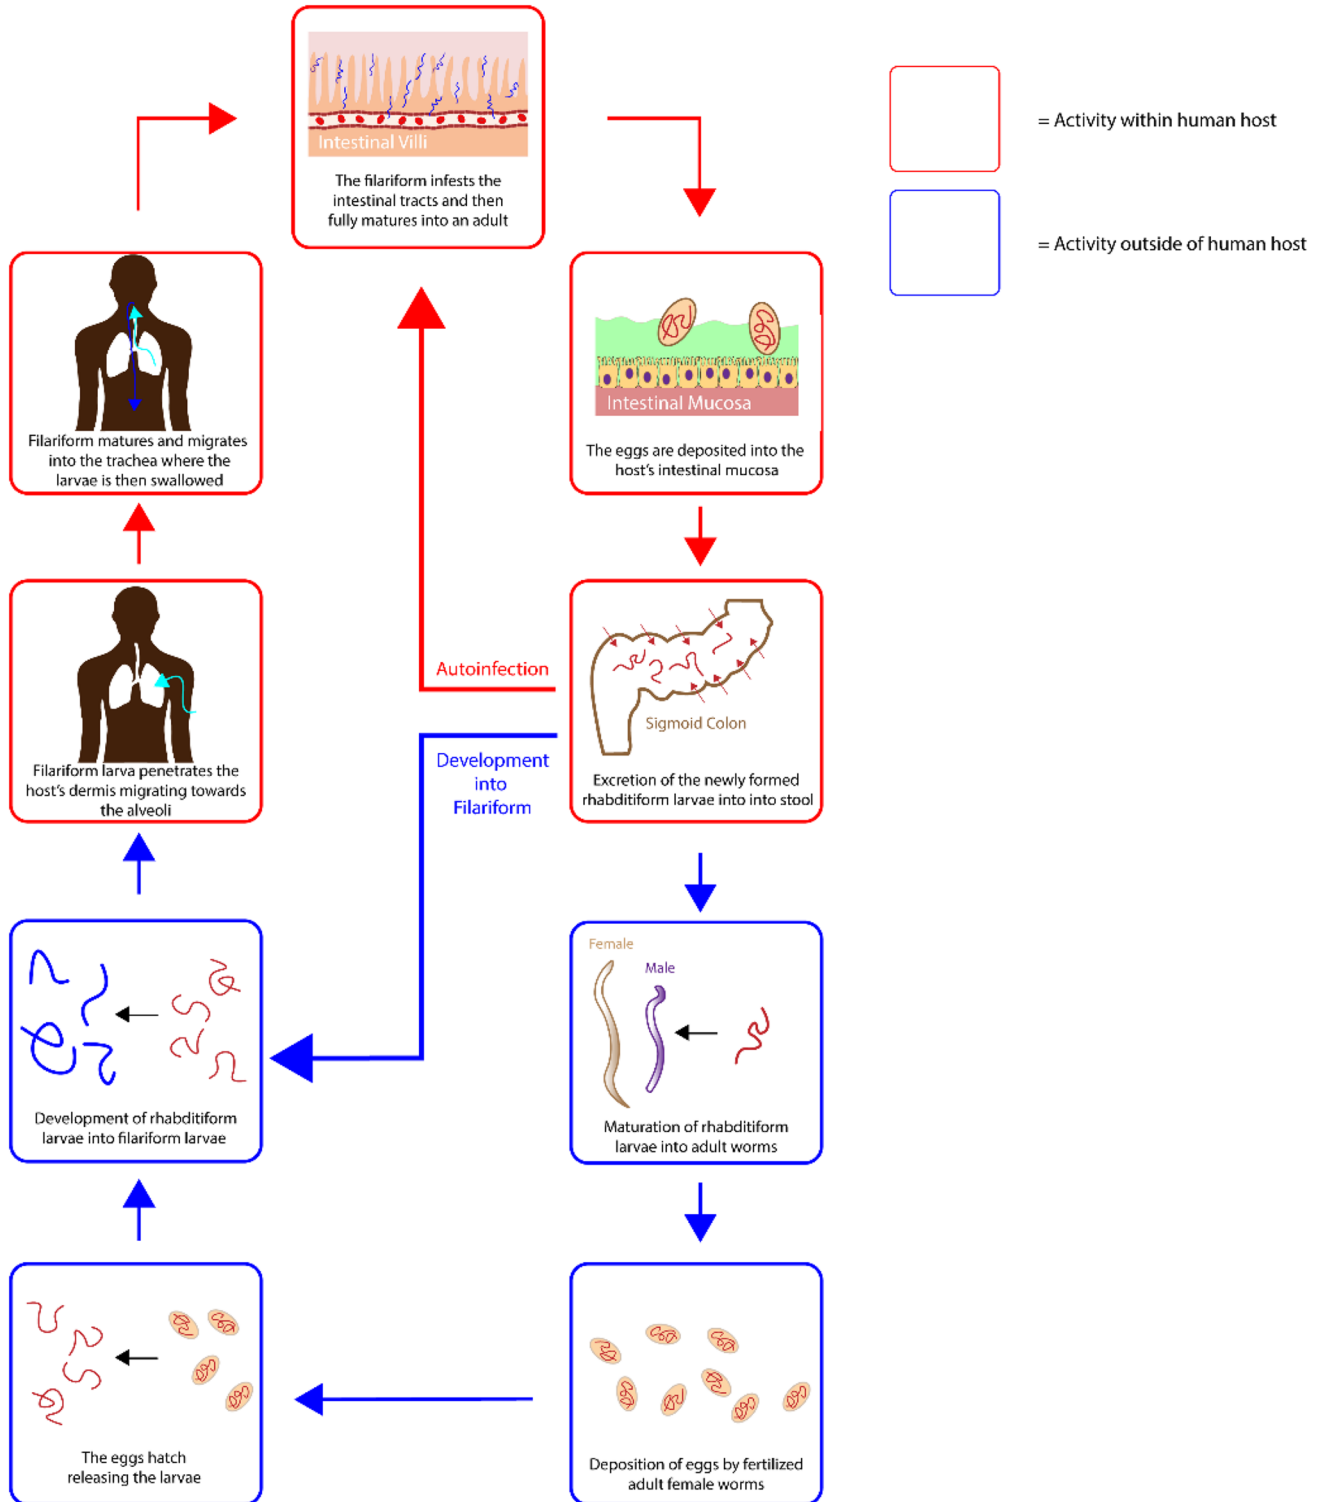 Intestinal Villi
The filariform infests the
intestinal tracts and then
fully matures into an adult
= Activity within human host
= Activity outside of human host
Filariform matures and migrates
into the trachea where the
larvae is then swallowed
Intestinal Mucosa
The eggs are deposited into the
host's intestinal mucosa
Filariform larva penetrates the
host's dermis migrating towards
the alveoli
Autoinfection
Development
into
Filariform
Sigmoid Colon
Excretion of the newly formed
rhabditiform larvae into into stool
Development of rhabditiform
larvae into filariform larvae
Female
Male
Maturation of rhabditiform
larvae into adult worms
The eggs hatch
releasing the larvae
Deposition of eggs by fertilized
adult female worms